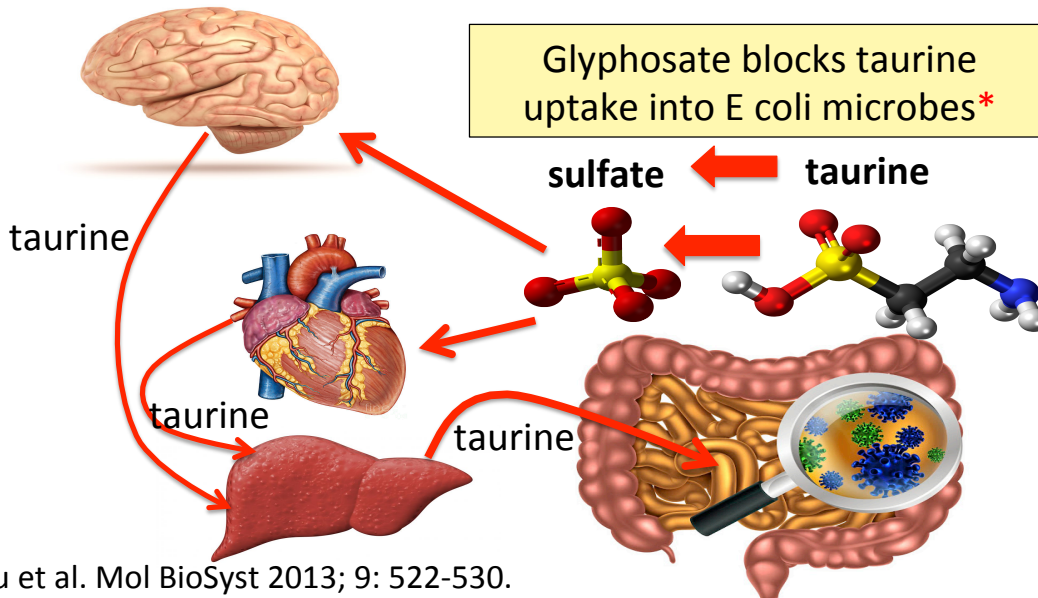 Glyphosate blocks taurine
uptake into E coli microbes*
sulfate taurine
taurine
taurine
taurine
et al. Mol BioSyst 2013; 9: 522-530.